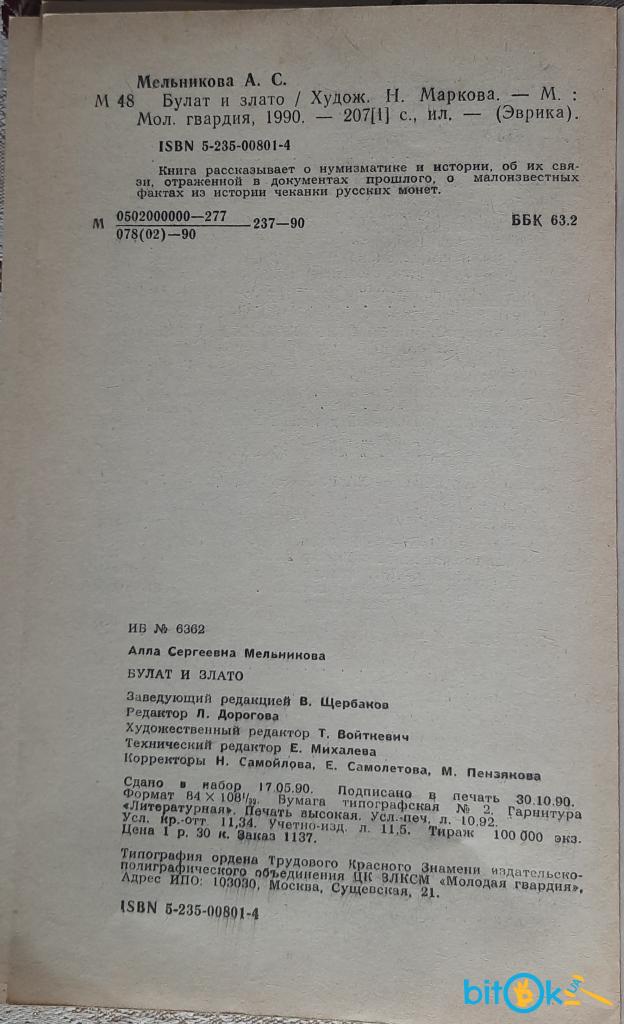 Мельникова А. С.
М 48 Булат и злато / Худож. Н. Маркова. — М. :
Мол. гвардия, 1990. — 207[1] с., ил. — (Эврика).
ISBN 5-235-00801-4
Книга рассказывает о нумизматике и истории, об их свя-
зи, отраженной в документах прошлого, о малоизвестных
фактах из истории чеканки русских монет.
М 0502000000—277
078(02)—90 237—90 ББК 63.2
ИБ № 6362
Алла Сергеевна Мельникова
БУЛАТ И ЗЛАТО
Заведующий редакцией В. Щербаков
Редактор Л. Дорогова
Художественный редактор Т. Войткевич
Технический редактор Е. Михалева
Корректоры Н. Самойлова, Е. Самолетова, М. Пензякова
Сдано в набор 17.05.90. Подписано в печать 30.10.90.
Формат 84×108 1/32. Бумага типографская № 2. Гарнитура
«Литературная». Печать высокая. Усл.-печ. л. 10,92.
Усл. кр.-отт 11,34. Учетно-изд. л. 11,5. Тираж 100 000 экз.
Цена 1 р. 30 к. Заказ 1137.
Типография ордена Трудового Красного Знамени издательско-
полиграфического объединения ЦК ВЛКСМ «Молодая гвардия»,
Адрес ИПО: 103030, Москва, Сущевская, 21.
ISBN 5-235-00801-4
bitok.ua